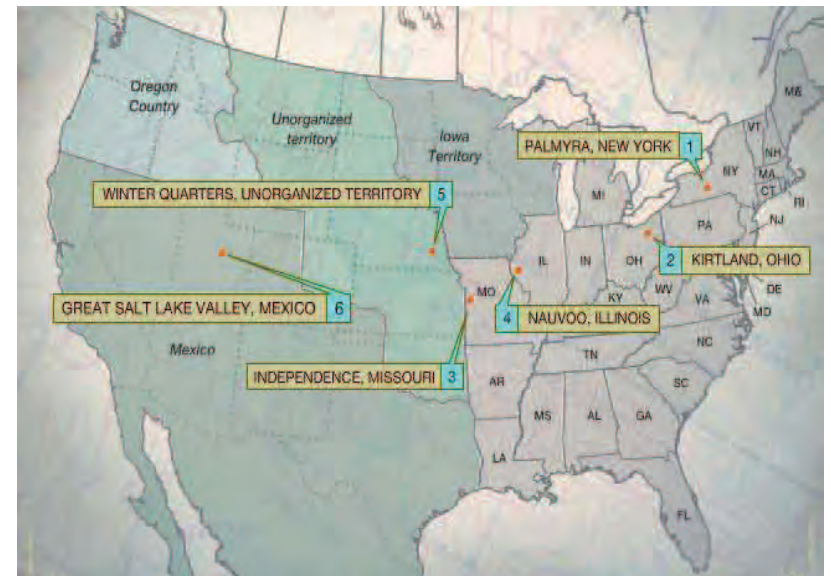 Oregon
Country
Unorganized
territory
Iowa
Territory
PALMYRA, NEW YORK 1
ME
VT
NH
NY
MA
CT
RI
MI
WINTER QUARTERS, UNORGANIZED TERRITORY 5
PA
NJ
IL
IN
OH
2 KIRTLAND, OHIO
MO
KY
WV
VA
DE
MD
GREAT SALT LAKE VALLEY, MEXICO 6
4 NAUVOO, ILLINOIS
Mexico
TN
NC
INDEPENDENCE, MISSOURI 3
AR
SC
MS
AL
GA
LA
FL